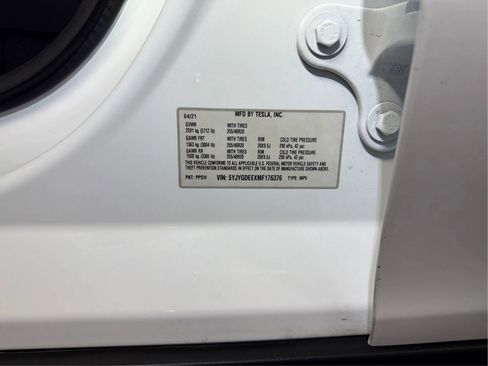 MFD BY TESLA, INC.
04/21
GVWR WITH TIRES
2591 kg (5712 lb) 255/40R20
GAWR FRT WITH TIRES RIM COLD TIRE PRESSURE
1363 kg (3004 lb) 255/40R20 20X9.5J 290 kPa, 42 psi
GAWR RR WITH TIRES RIM COLD TIRE PRESSURE
1500 kg (3306 lb) 255/40R20 20X9.5J 290 kPa, 42 psi
THIS VEHICLE CONFORMS TO ALL APPLICABLE U.S. FEDERAL MOTOR VEHICLE SAFETY AND
THEFT PREVENTION STANDARDS IN EFFECT ON THE DATE OF MANUFACTURE SHOWN ABOVE.
PNT: PPSW VIN: 5YJYGDEEXMF176376 TYPE: MPV